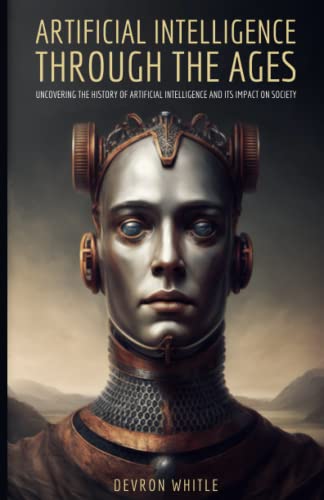 ARTIFICIAL INTELLIGENCE
THROUGH THE AGES
UNCOVERING THE HISTORY OF ARTIFICIAL INTELLIGENCE AND ITS IMPACT ON SOCIETY
DEVRON WHITLE